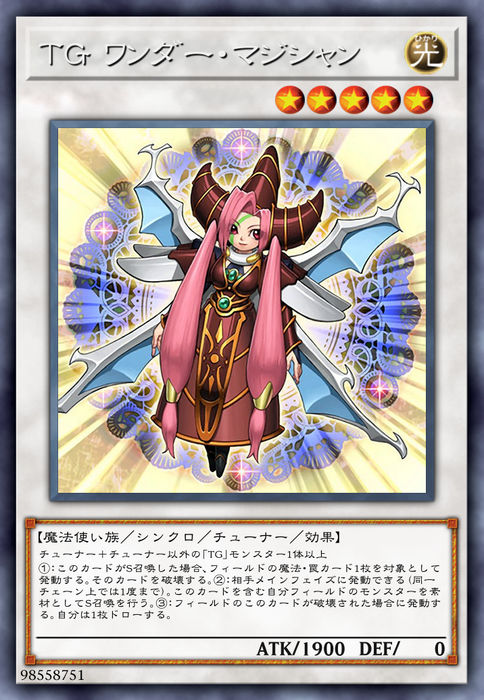 TG ワンダー・マジシャン
ひかり
光
【魔法使い族／シンクロ／チューナー／効果】
チューナー＋チューナー以外の「TG」モンスター1体以上
①：このカードがS召喚した場合、フィールドの魔法・罠カード1枚を対象として
発動する。そのカードを破壊する。②：相手メインフェイズに発動できる（同一
チェーン上では1度まで）。このカードを含む自分フィールドのモンスターを素
材としてS召喚を行う。③：フィールドのこのカードが破壊された場合に発動す
る。自分は1枚ドローする。
ATK/1900 DEF/ 0
98558751